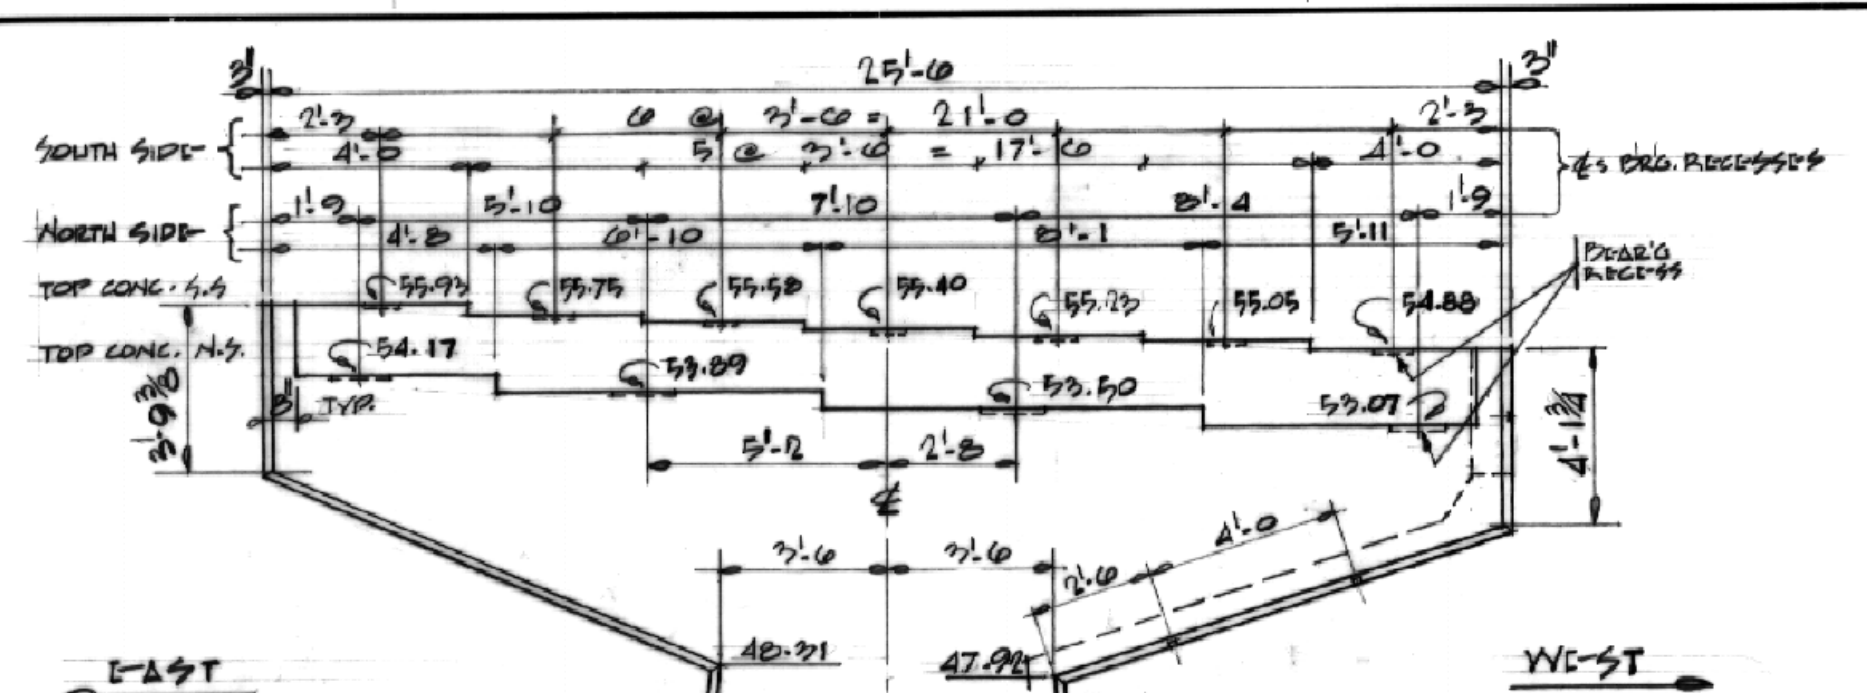 3" 25'-6 3"
2'-3 6 @ 3'-6 = 21'-0 2'-3
SOUTH SIDE 4'-0 5 @ 3'-6 = 17'-6 4'-0 ℄s BRG. RECESSES
1'-9 5'-10 7'-10 8'-4 1'-9
NORTH SIDE 4'-8 6'-10 8'-1 5'-11
BEAR'G
RECESS
TOP CONC. S.S 55.93 55.75 55.58 55.40 55.23 55.05 54.88
TOP CONC. N.S. 54.17 53.89 53.50 53.07
3'-9 3/8 3" TYP. 4'-1 3/4
5'-2 2'-8
℄
3'-6 3'-6 2'-6 4'-0
48.31 47.92
EAST WEST